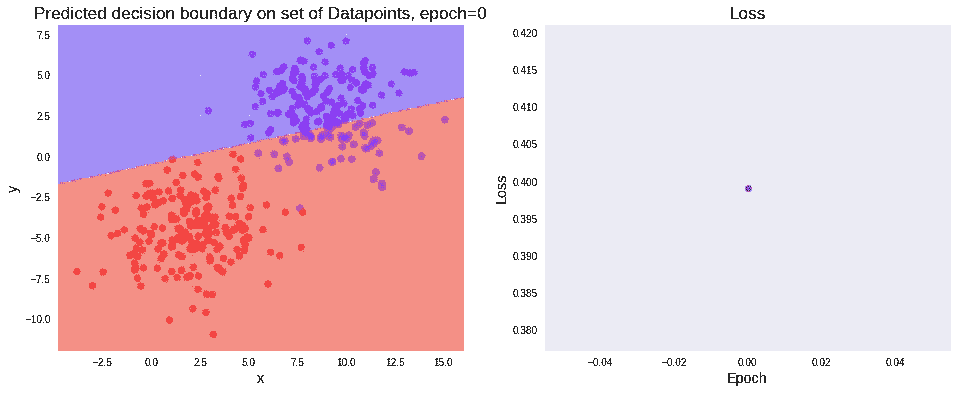 Predicted decision boundary on set of Datapoints, epoch=0
7.5
5.0
2.5
0.0
−2.5
−5.0
−7.5
−10.0
y
−2.5 0.0 2.5 5.0 7.5 10.0 12.5 15.0
x
Loss
0.420
0.415
0.410
0.405
0.400
0.395
0.390
0.385
0.380
Loss
−0.04 −0.02 0.00 0.02 0.04
Epoch